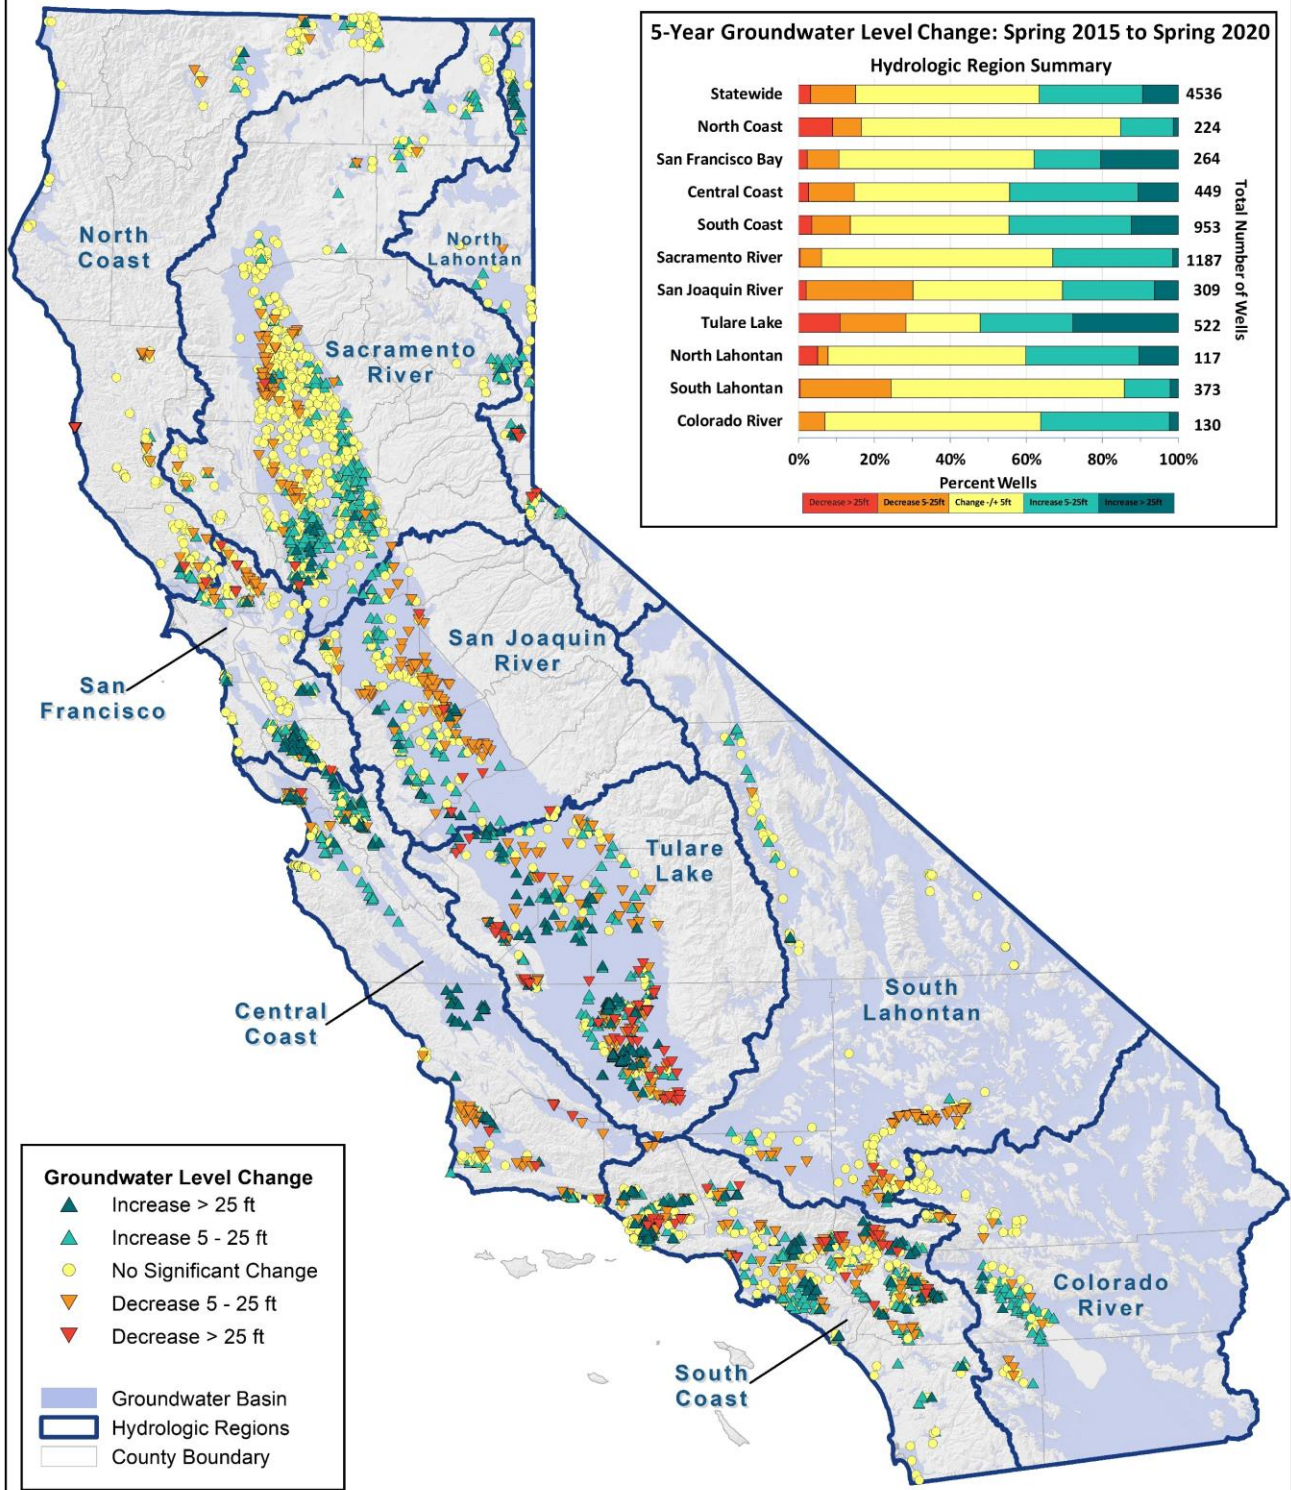 5-Year Groundwater Level Change: Spring 2015 to Spring 2020
Hydrologic Region Summary
Statewide 4536
North Coast 224
San Francisco Bay 264
Central Coast 449
South Coast 953
Sacramento River 1187
San Joaquin River 309
Tulare Lake 522
North Lahontan 117
South Lahontan 373
Colorado River 130
Total Number of Wells
0% 20% 40% 60% 80% 100%
Percent Wells
Decrease > 25ft Decrease 5-25ft Change -/+ 5ft Increase 5-25ft Increase > 25ft
North
Coast
North
Lahontan
Sacramento
River
San Joaquin
River
San
Francisco
Tulare
Lake
Central
Coast
South
Lahontan
Colorado
River
South
Coast
Groundwater Level Change
Increase > 25 ft
Increase 5 - 25 ft
No Significant Change
Decrease 5 - 25 ft
Decrease > 25 ft
Groundwater Basin
Hydrologic Regions
County Boundary